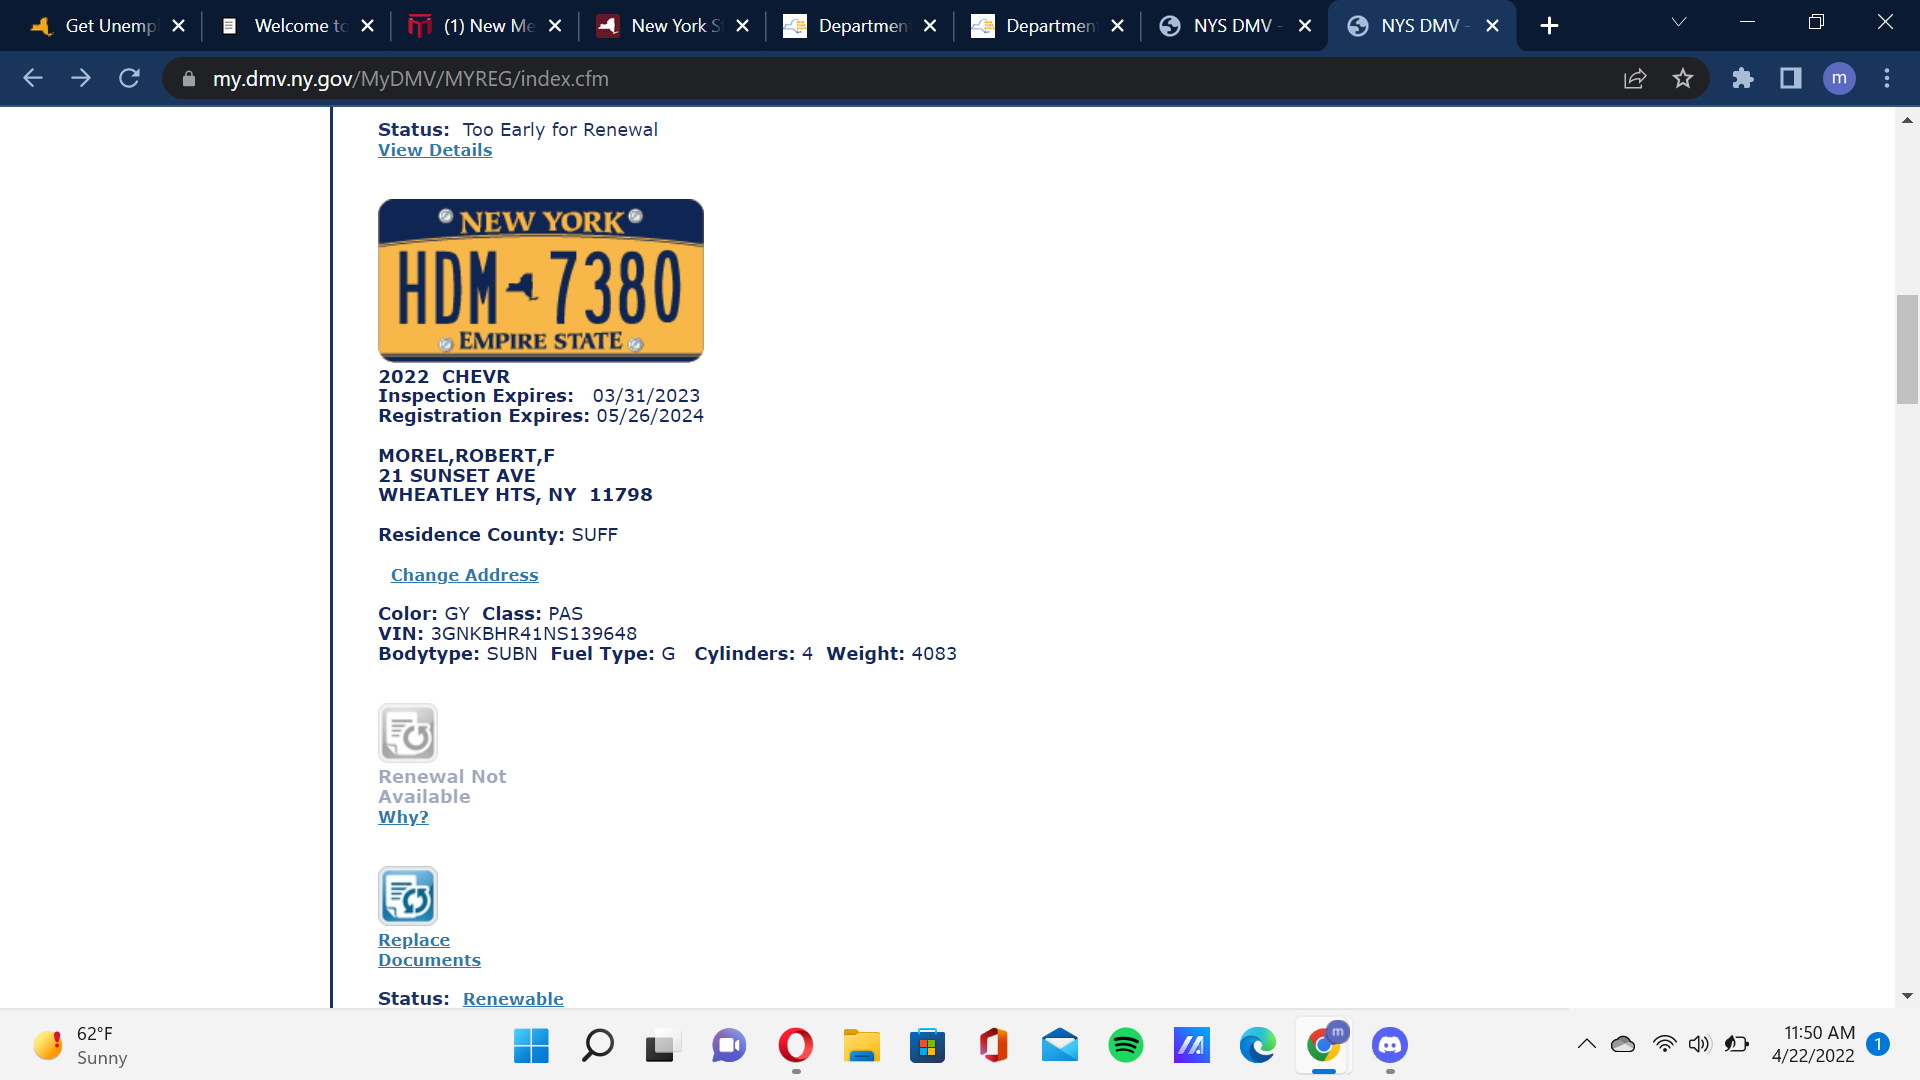 Get Unemp
Welcome to
(1) New Me
New York S
Departmen
Departmen
NYS DMV -
NYS DMV -
my.dmv.ny.gov/MyDMV/MYREG/index.cfm
m
Status: Too Early for Renewal
View Details
NEW YORK
HDM 7380
EMPIRE STATE
2022 CHEVR
Inspection Expires: 03/31/2023
Registration Expires: 05/26/2024
MOREL,ROBERT,F
21 SUNSET AVE
WHEATLEY HTS, NY 11798
Residence County: SUFF
Change Address
Color: GY Class: PAS
VIN: 3GNKBHR41NS139648
Bodytype: SUBN Fuel Type: G Cylinders: 4 Weight: 4083
Renewal Not
Available
Why?
Replace
Documents
Status: Renewable
62°F
Sunny
m
11:50 AM
4/22/2022
1